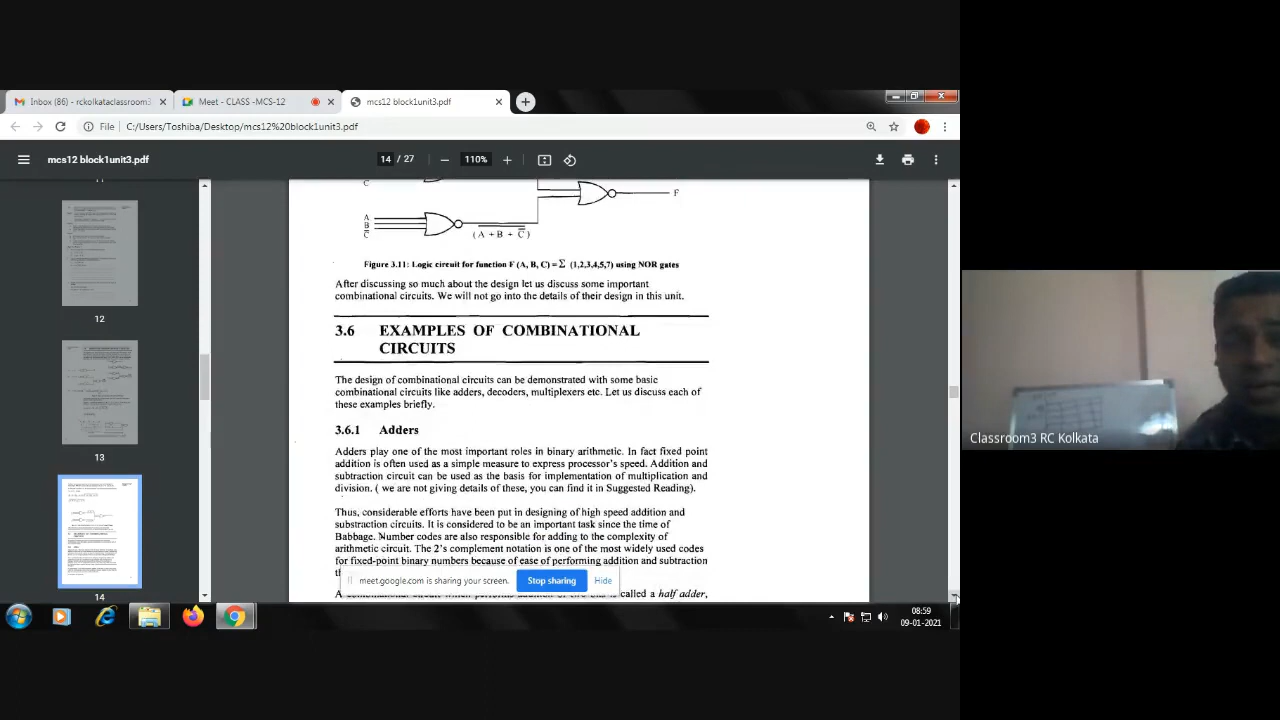 Inbox (86) - rckolkataclassroom3
Meet - CLASS -MCS-12
mcs12 block1unit3.pdf
File
C:/Users/Toshiba/Desktop/mcs12%20block1unit3.pdf
mcs12 block1unit3.pdf
14 / 27
110%
12
13
14
C
F
A
B
C̅
(A + B + C̅)
Figure 3.11: Logic circuit for function F (A, B, C) = Σ (1,2,3,4,5,7) using NOR gates
After discussing so much about the design let us discuss some important
combinational circuits. We will not go into the details of their design in this unit.
3.6 EXAMPLES OF COMBINATIONAL
CIRCUITS
The design of combinational circuits can be demonstrated with some basic
combinational circuits like adders, decoders, multiplexers etc. Let us discuss each of
these examples briefly.
3.6.1 Adders
Adders play one of the most important roles in binary arithmetic. In fact fixed point
addition is often used as a simple measure to express processor's speed. Addition and
subtraction circuit can be used as the basis for implementation of multiplication and
division. ( we are not giving details of these, you can find it in Suggested Reading).
Thus, considerable efforts have been put in designing of high speed addition and
substraction circuits. It is considered to be an important task since the time of
Babbage. Number codes are also responsible for adding to the complexity of
arithmetic circuit. The 2's complement notation is one of the most widely used codes
for fixed-point binary numbers because of ease of performing addition and subtraction
meet.google.com is sharing your screen.
Stop sharing
Hide
A combinational circuit which performs addition of two bits is called a half adder,
08:59
09-01-2021
Classroom3 RC Kolkata